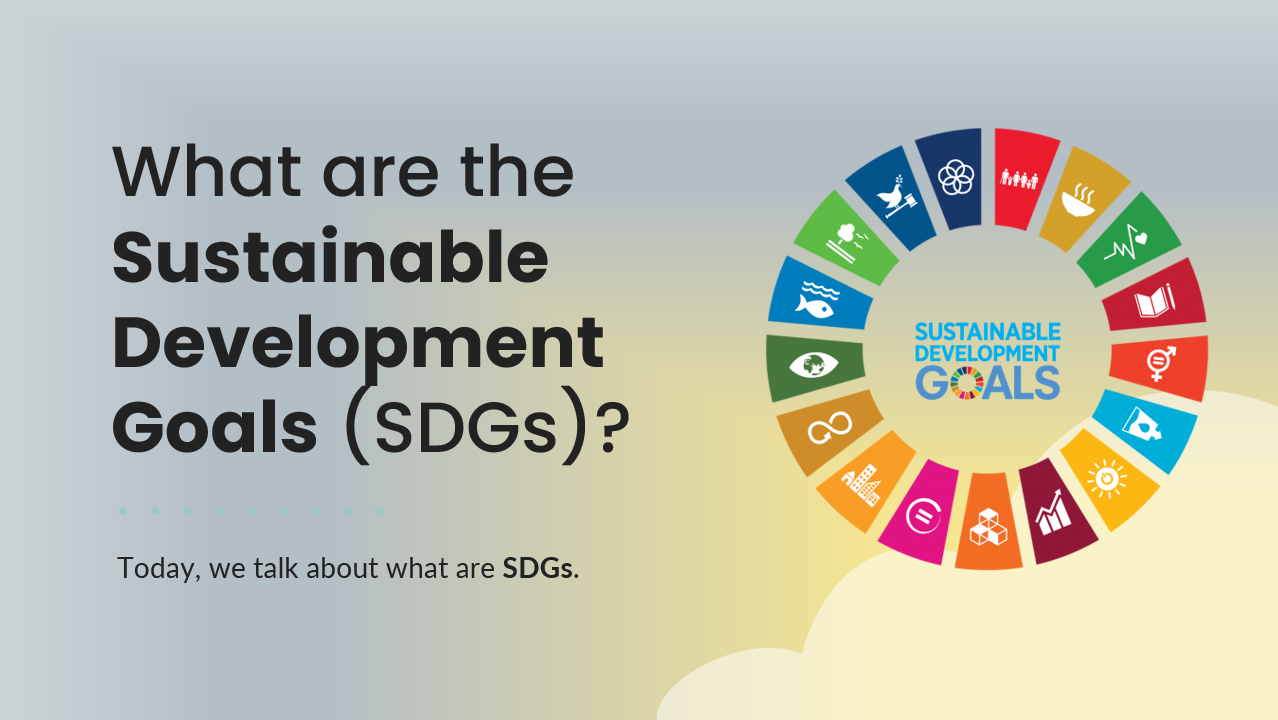 What are the
Sustainable
Development
Goals (SDGs)?
Today, we talk about what are SDGs.
SUSTAINABLE
DEVELOPMENT
GOALS